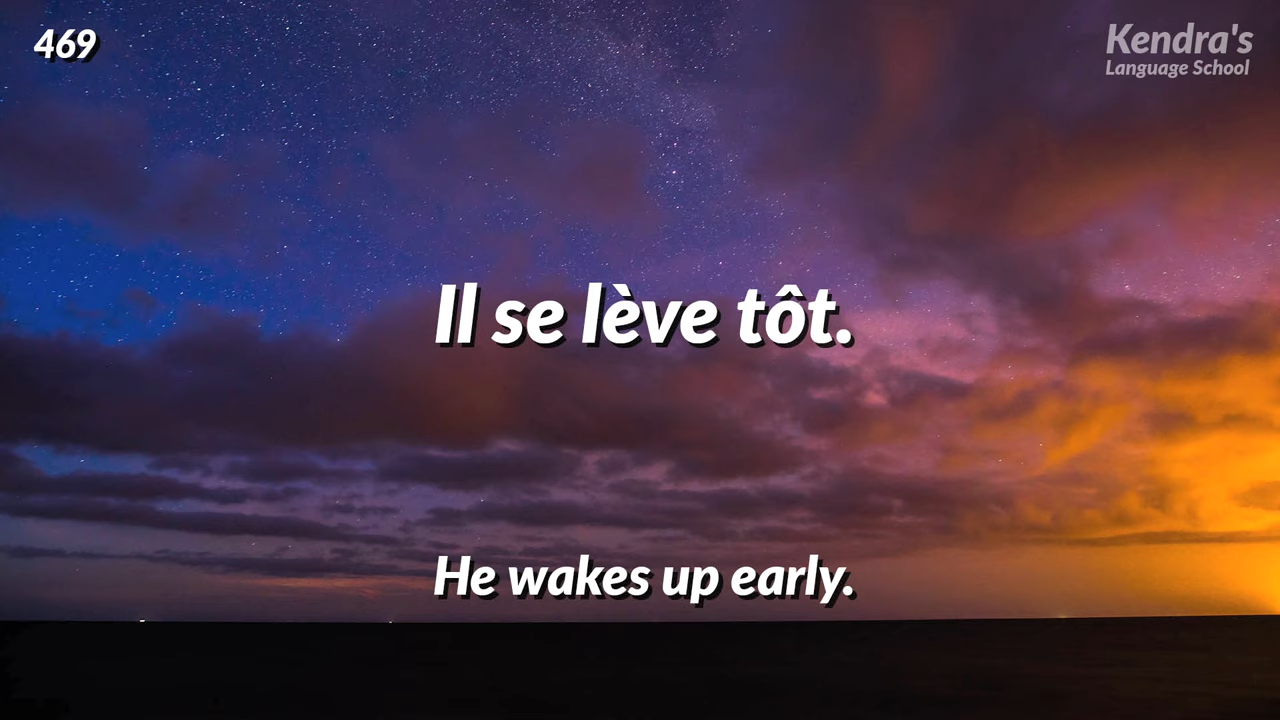 469
Kendra's
Language School
Il se lève tôt.
He wakes up early.